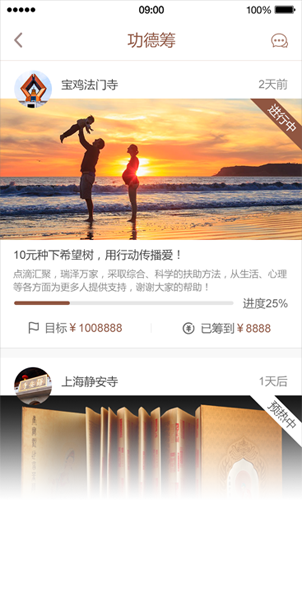 09:00
100%
功德筹
宝鸡法门寺
2天前
进行中
10元种下希望树，用行动传播爱！
点滴汇聚，瑞泽万家，采取综合、科学的扶助方法，从生活、心理
等各方面为更多人提供支持，谢谢大家的帮助！
进度25%
目标￥1008888
已筹到￥8888
上海静安寺
1天后
预热中